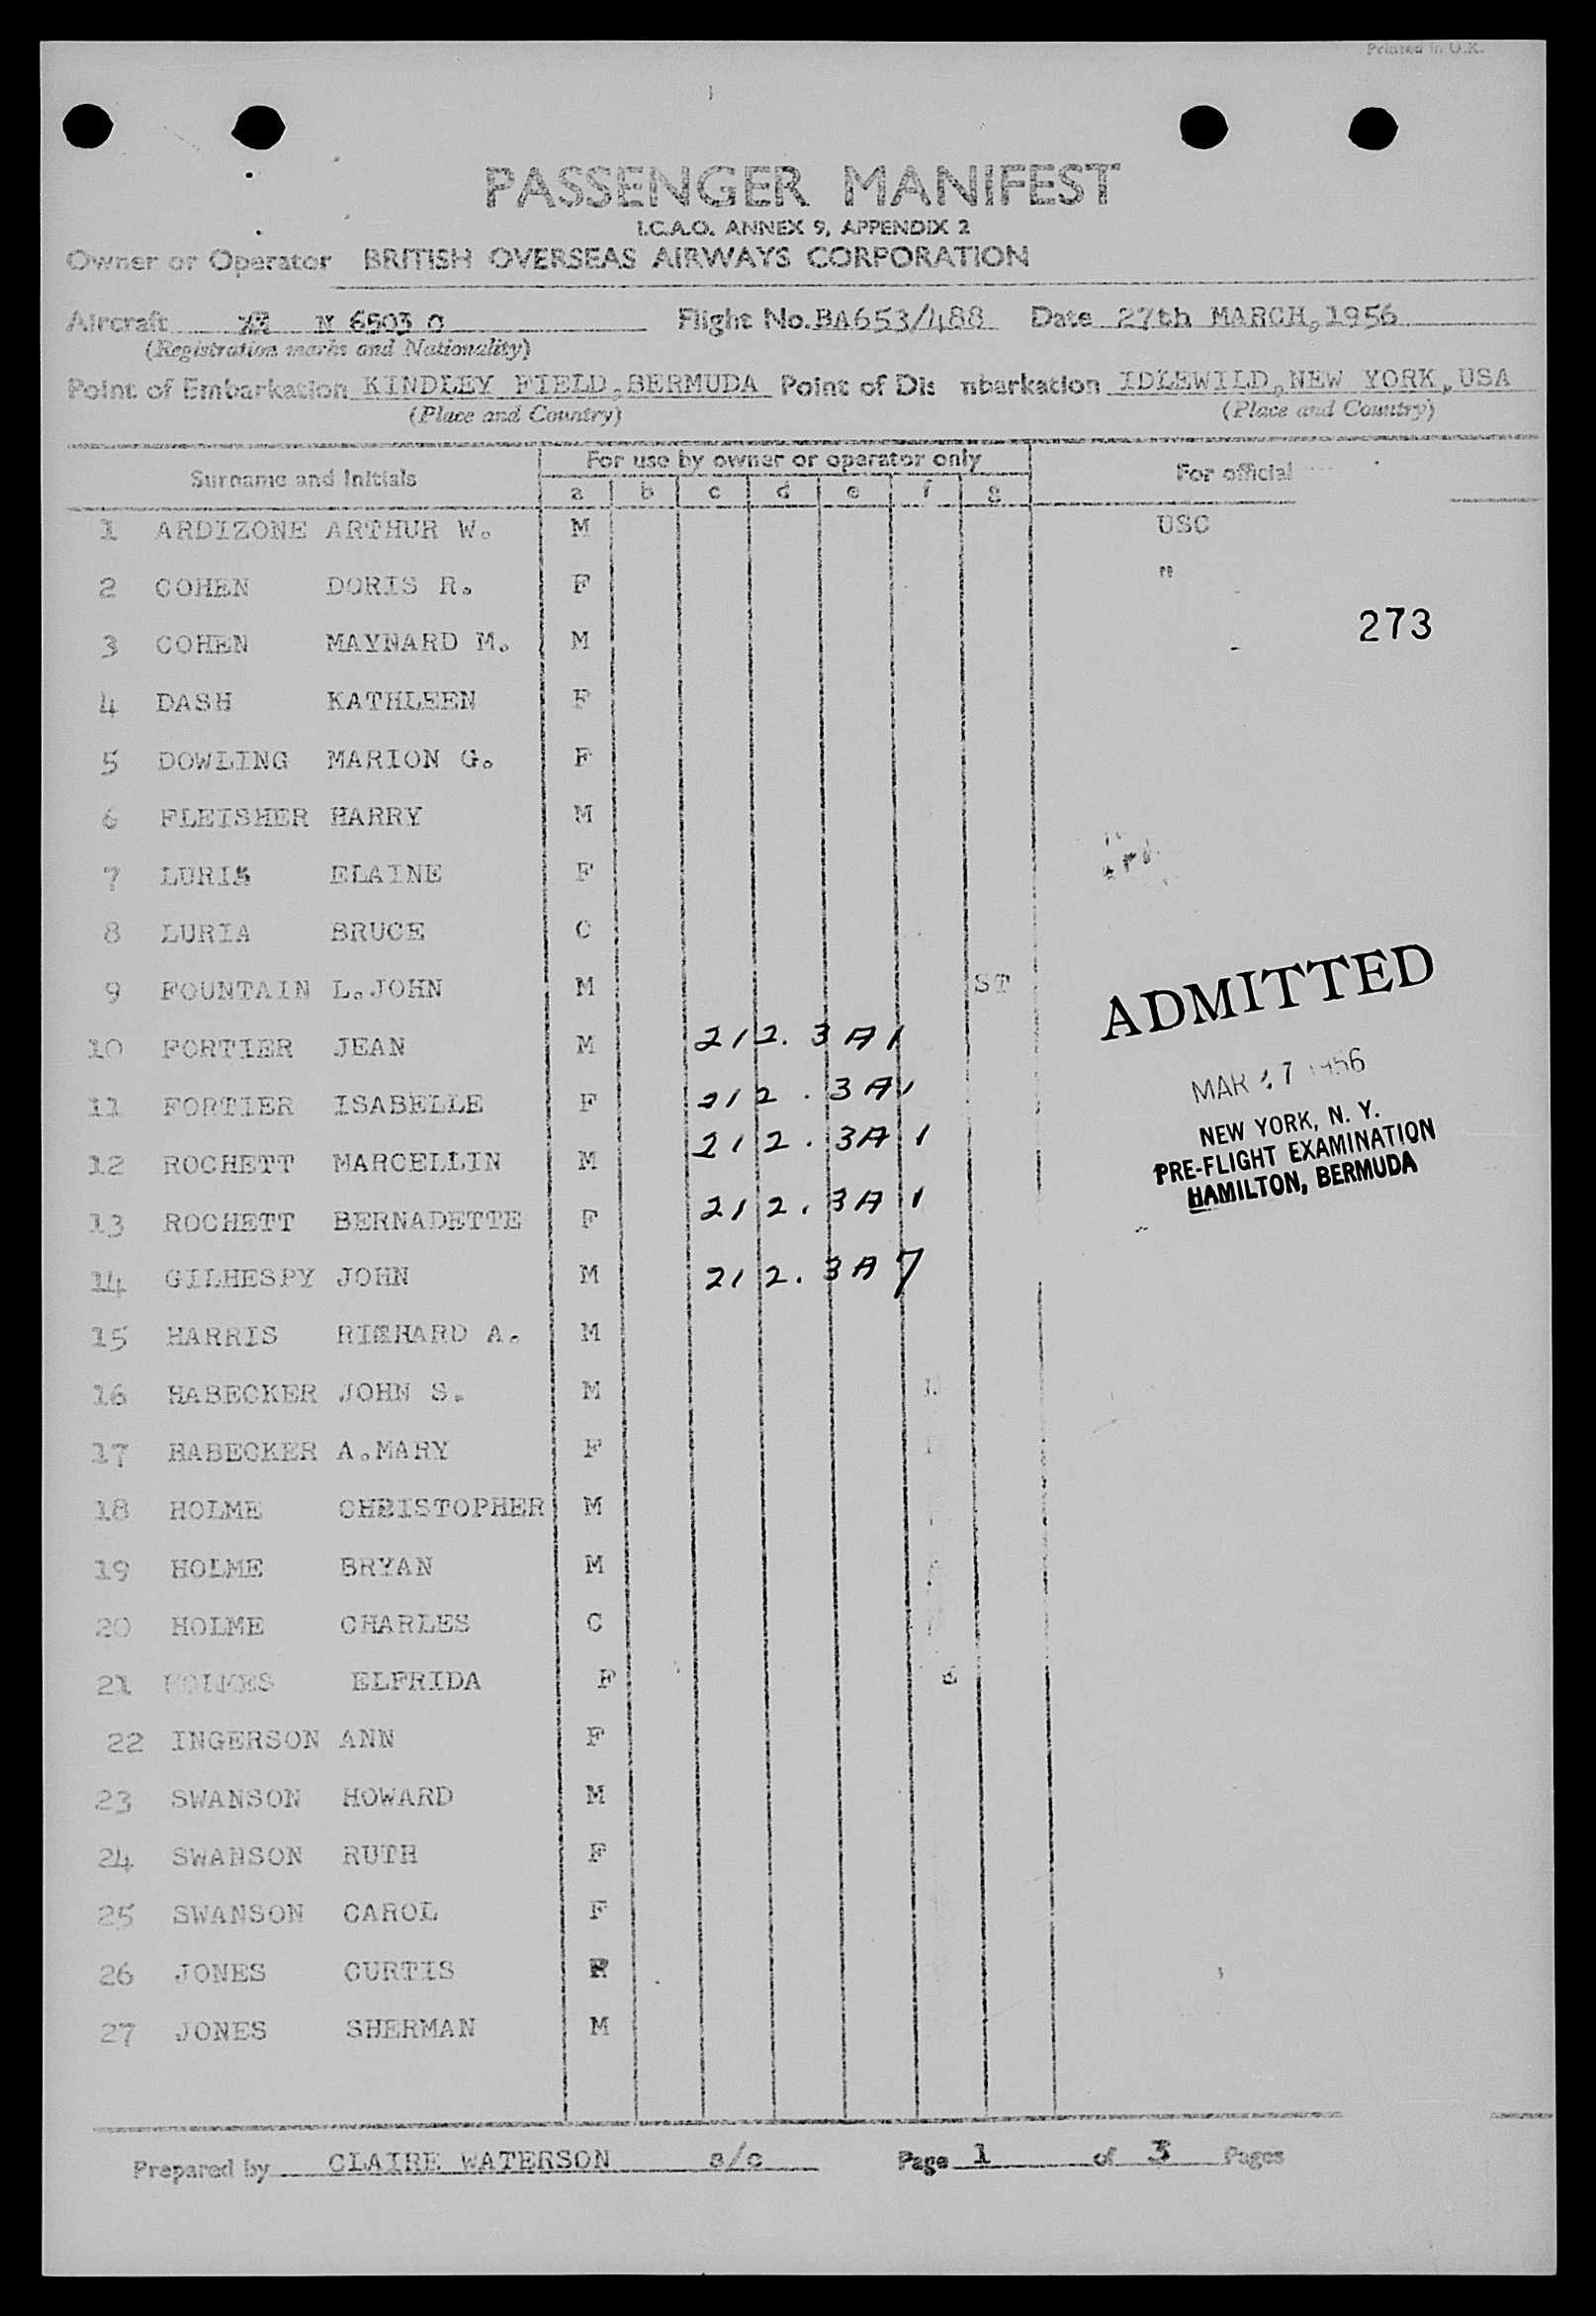 Printed in U.K.
PASSENGER MANIFEST
I.C.A.O. ANNEX 9, APPENDIX 2
Owner or Operator BRITISH OVERSEAS AIRWAYS CORPORATION
Aircraft N 6503 C Flight No. BA653/488 Date 27th MARCH, 1956
(Registration marks and Nationality)
Point of Embarkation KINDLEY FIELD, BERMUDA Point of Dis mbarkation IDLEWILD, NEW YORK, USA
(Place and Country) (Place and Country)
Surname and Initials For use by owner or operator only For official
a b c d e f g
1 ARDIZONE ARTHUR W. M USC
2 COHEN DORIS R. F "
273
3 COHEN MAYNARD M. M
4 DASH KATHLEEN F
5 DOWLING MARION G. F
6 FLEISHER HARRY M
7 LURIA ELAINE F
8 LURIA BRUCE C
9 FOUNTAIN L.JOHN M ST
ADMITTED
10 FORTIER JEAN M 212.3A1
MAR 27 1956
11 FORTIER ISABELLE F 212.3A1
NEW YORK, N. Y.
12 ROCHETT MARCELLIN M 212.3A1
PRE-FLIGHT EXAMINATION
HAMILTON, BERMUDA
13 ROCHETT BERNADETTE F 212.3A1
14 GILHESPY JOHN M 212.3A7
15 HARRIS RICHARD A. M
16 HABECKER JOHN S. M
17 HABECKER A.MARY F
18 HOLME CHRISTOPHER M
19 HOLME BRYAN M
20 HOLME CHARLES C
21 HOLMES ELFRIDA F
22 INGERSON ANN F
23 SWANSON HOWARD M
24 SWANSON RUTH F
25 SWANSON CAROL F
26 JONES CURTIS
27 JONES SHERMAN M
Prepared by CLAIRE WATERSON s/c Page 1 of 3 Pages